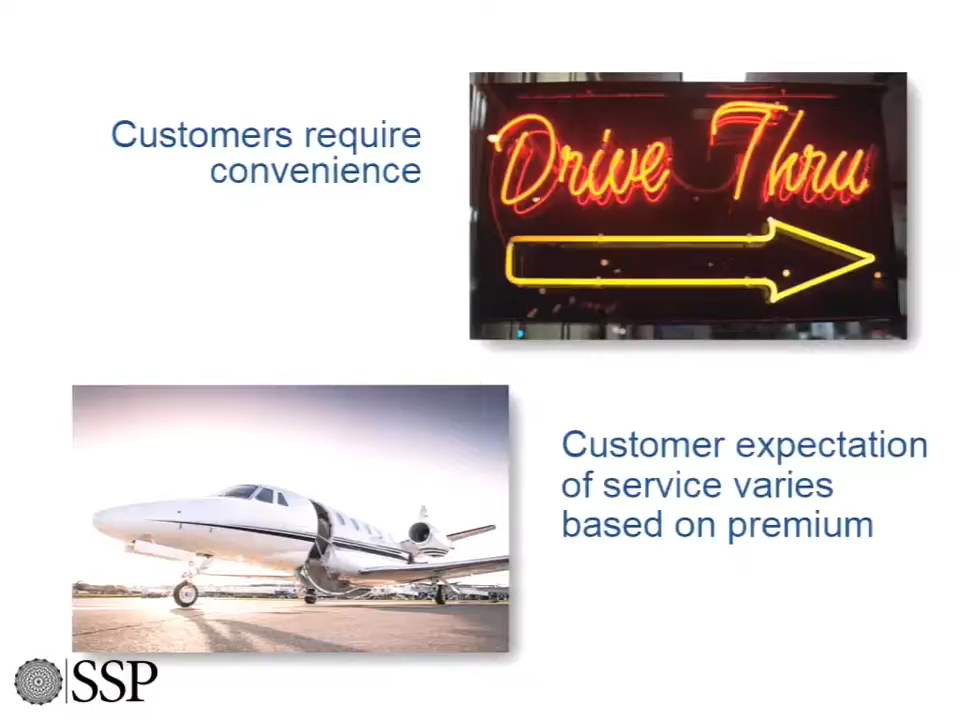 Customers require
convenience
Drive Thru
Customer expectation
of service varies
based on premium
SSP